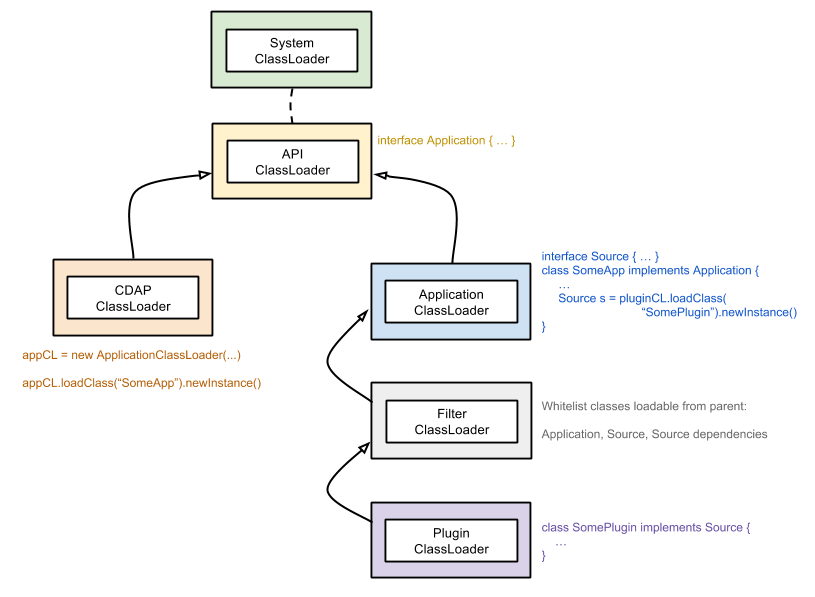 System
ClassLoader
API
ClassLoader
interface Application { … }
CDAP
ClassLoader
appCL = new ApplicationClassLoader(...)
appCL.loadClass(“SomeApp”).newInstance()
Application
ClassLoader
interface Source { … }
class SomeApp implements Application {
…
Source s = pluginCL.loadClass(
“SomePlugin”).newInstance()
}
Filter
ClassLoader
Whitelist classes loadable from parent:
Application, Source, Source dependencies
Plugin
ClassLoader
class SomePlugin implements Source {
…
}